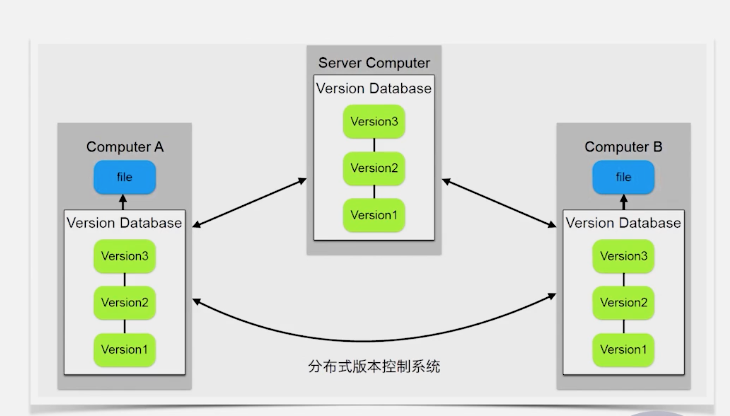 Server Computer
Version Database
Version3
Version2
Version1
Computer A
file
Version Database
Version3
Version2
Version1
Computer B
file
Version Database
Version3
Version2
Version1
分布式版本控制系统